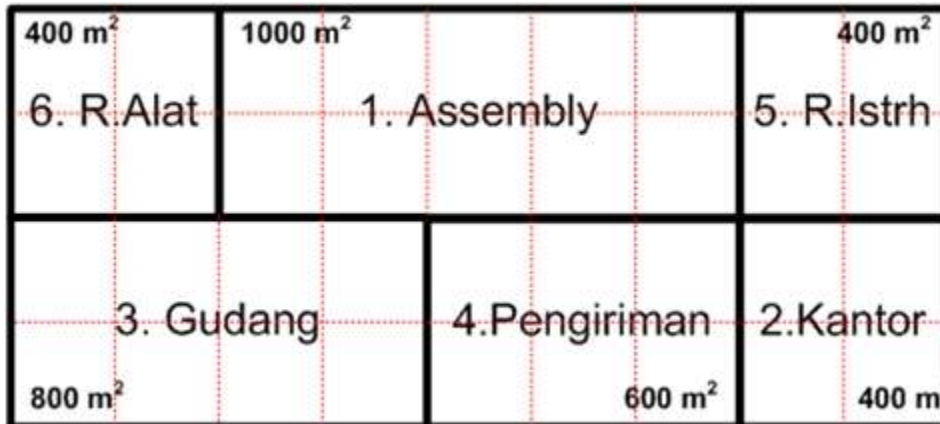 400 m² 1000 m² 400 m²
6. R.Alat 1. Assembly 5. R.Istrh
3. Gudang 4.Pengiriman 2.Kantor
800 m² 600 m² 400 m